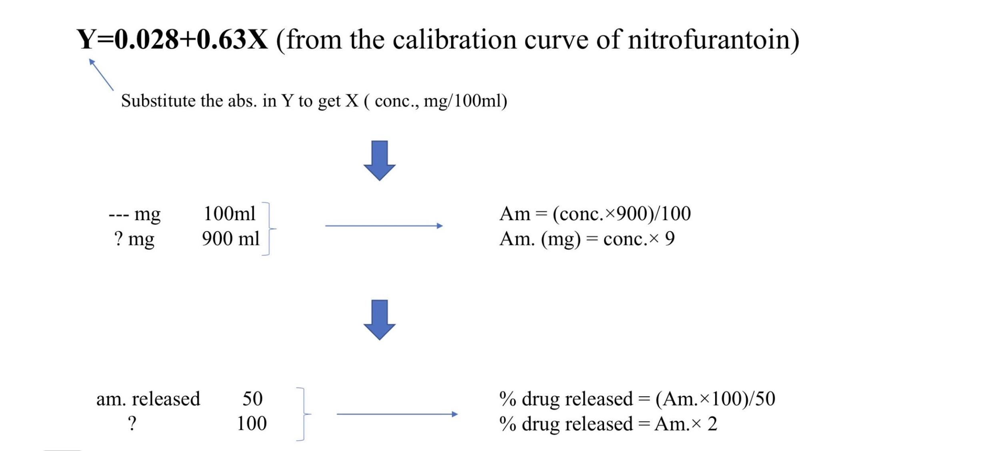 Y=0.028+0.63X (from the calibration curve of nitrofurantoin)
Substitute the abs. in Y to get X ( conc., mg/100ml)
--- mg 100ml
? mg 900 ml
Am = (conc.×900)/100
Am. (mg) = conc.× 9
am. released 50
? 100
% drug released = (Am.×100)/50
% drug released = Am.× 2